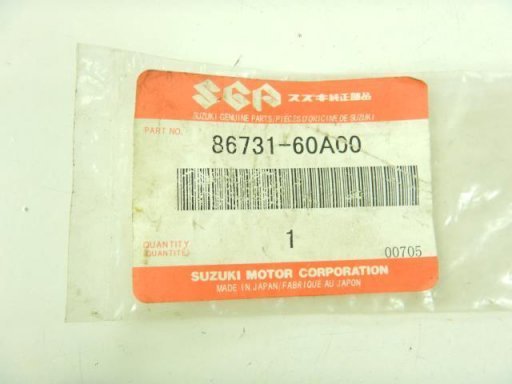 SGP スズキ純正部品
SUZUKI GENUINE PARTS/PIÈCES D'ORIGINE DE SUZUKI
PART NO.
86731-60A00
QUANTITY
(QUANTITÉ)
1
00705
SUZUKI MOTOR CORPORATION
MADE IN JAPAN/FABRIQUE AU JAPON